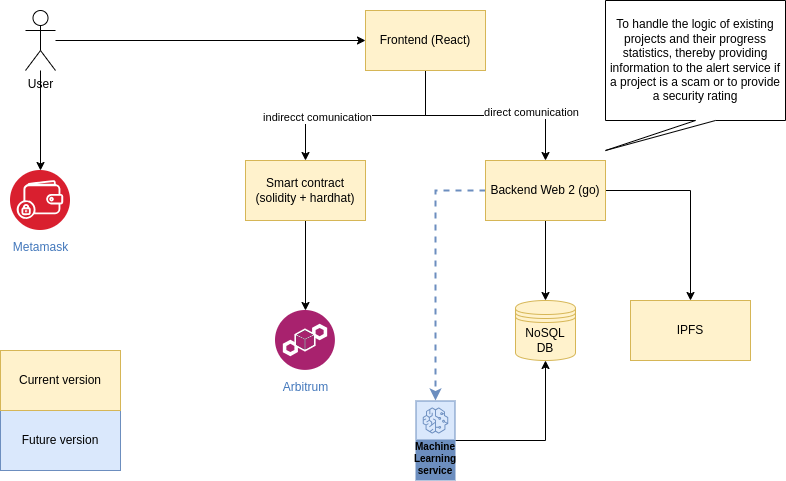 User
Frontend (React)
To handle the logic of existing
projects and their progress
statistics, thereby providing
information to the alert service if
a project is a scam or to provide
a security rating
indirecct comunication
direct comunication
Smart contract
(solidity + hardhat)
Backend Web 2 (go)
Metamask
NoSQL
DB
IPFS
Arbitrum
Current version
Future version
Machine
Learning
service